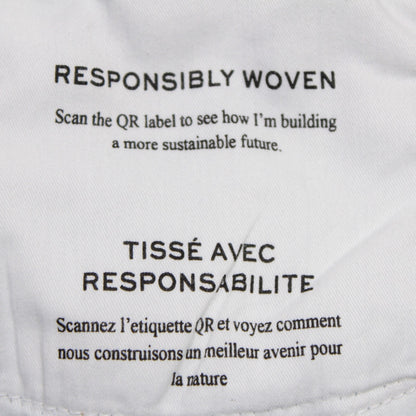 RESPONSIBLY WOVEN
Scan the QR label to see how I'm building
a more sustainable future.
TISSÉ AVEC
RESPONSABILITE
Scannez l'etiquette QR et voyez comment
nous construisons un meilleur avenir pour
la nature